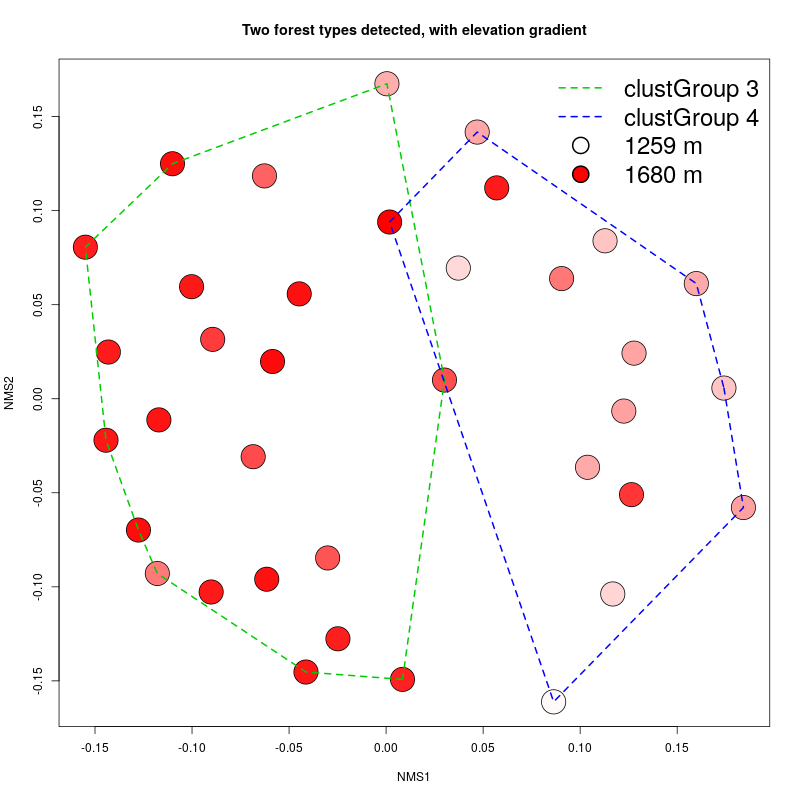 Two forest types detected, with elevation gradient
clustGroup 3
clustGroup 4
1259 m
1680 m
0.15
0.10
0.05
0.00
-0.05
-0.10
-0.15
NMS2
-0.15 -0.10 -0.05 0.00 0.05 0.10 0.15
NMS1